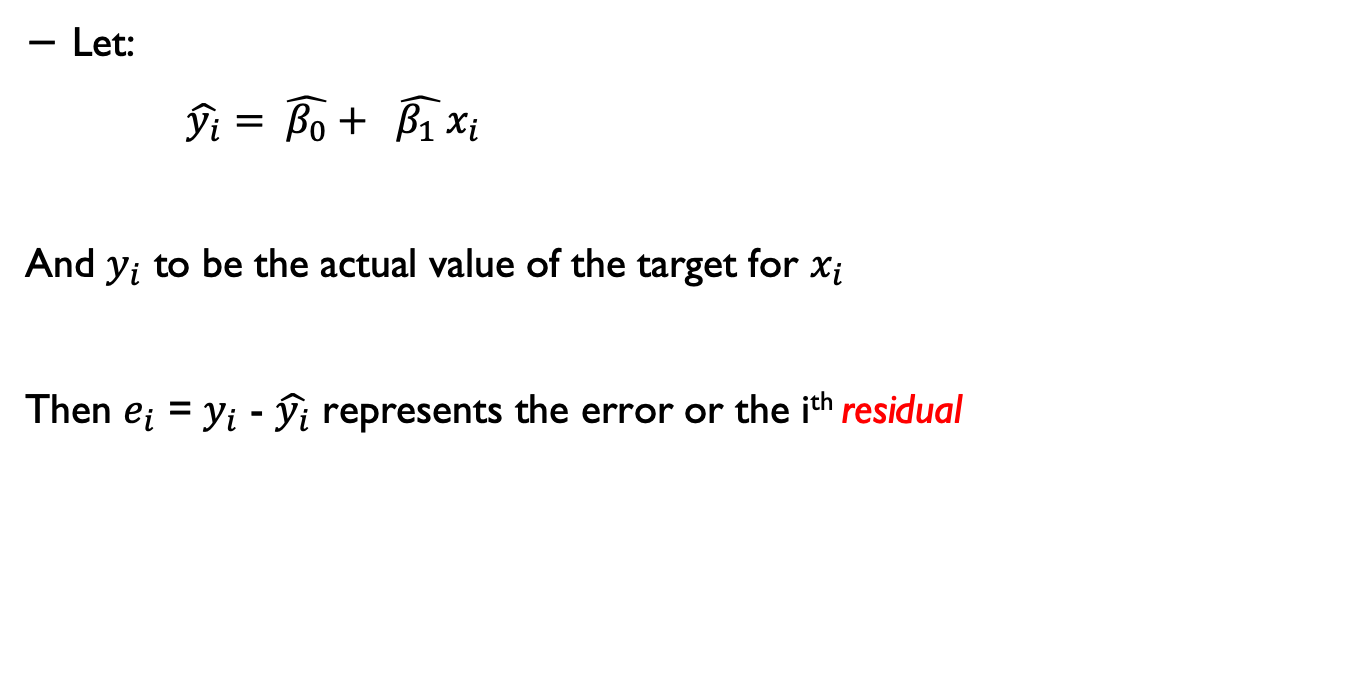 – Let:
ŷᵢ = β̂₀ + β̂₁ xᵢ
And yᵢ to be the actual value of the target for xᵢ
Then eᵢ = yᵢ - ŷᵢ represents the error or the iᵗʰ residual